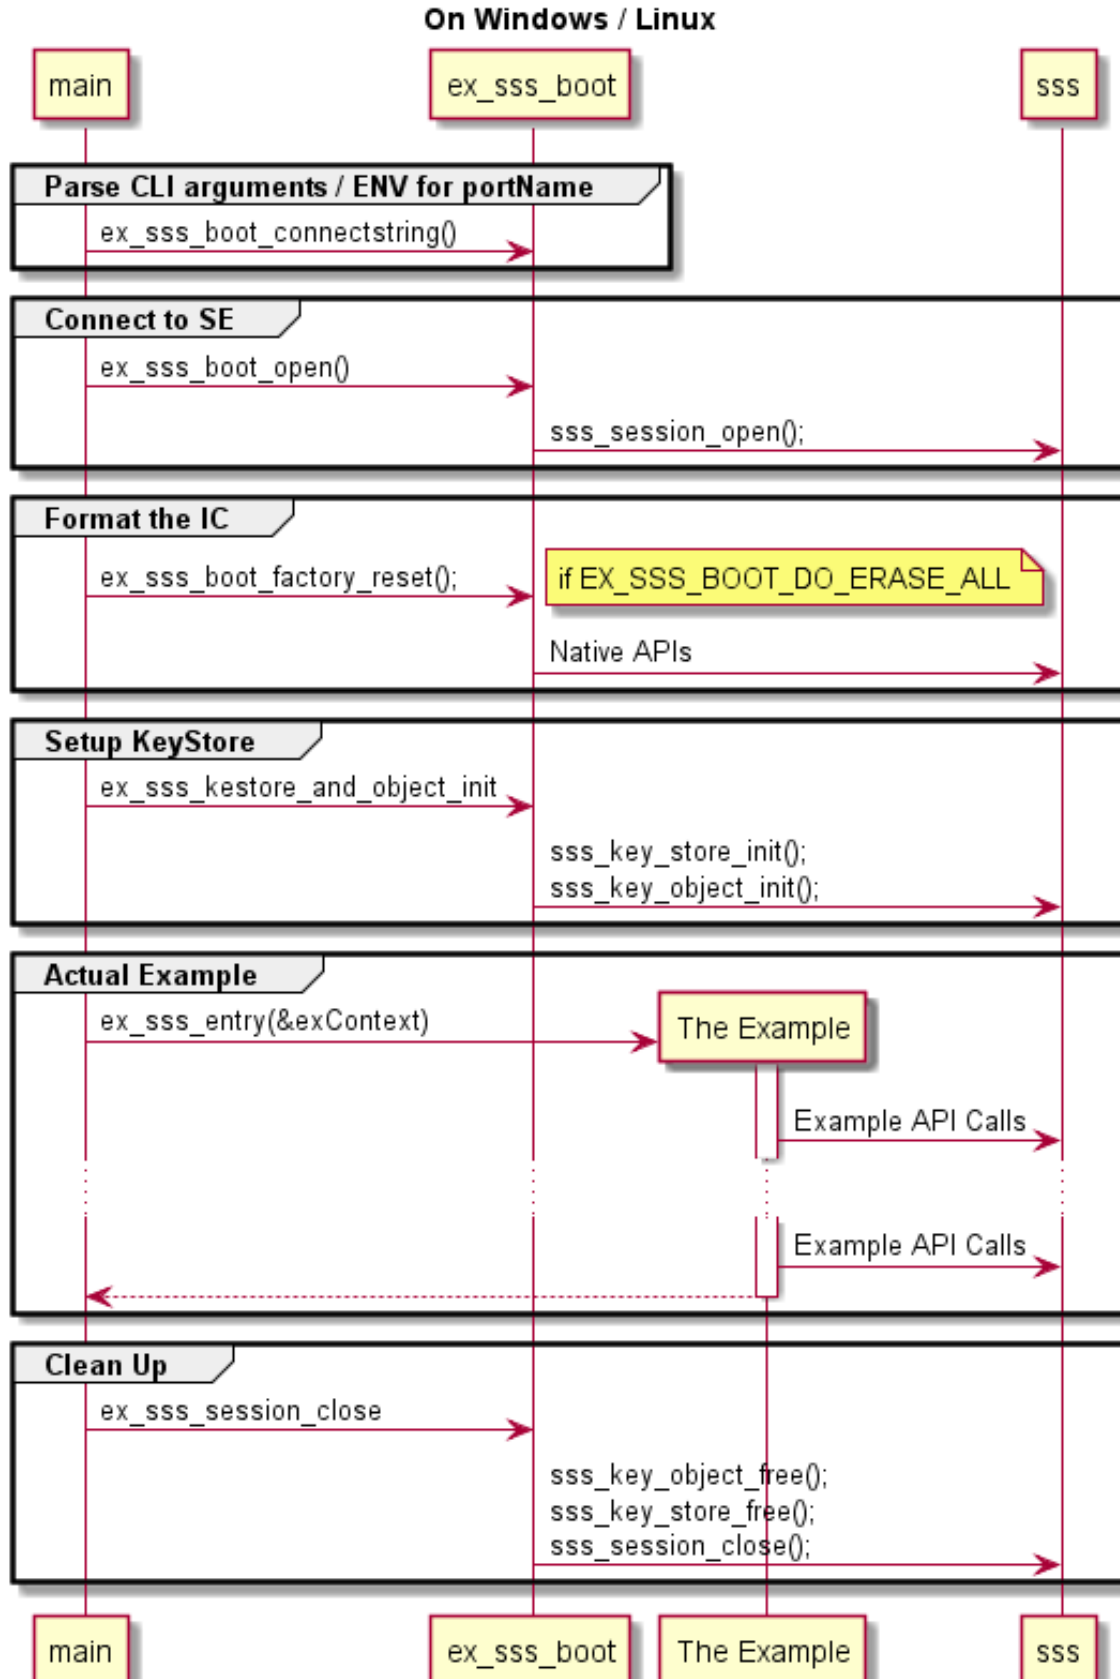 On Windows / Linux
main
ex_sss_boot
sss
Parse CLI arguments / ENV for portName
ex_sss_boot_connectstring()
Connect to SE
ex_sss_boot_open()
sss_session_open();
Format the IC
ex_sss_boot_factory_reset();
if EX_SSS_BOOT_DO_ERASE_ALL
Native APIs
Setup KeyStore
ex_sss_kestore_and_object_init
sss_key_store_init();
sss_key_object_init();
Actual Example
ex_sss_entry(&exContext)
The Example
Example API Calls
Example API Calls
Clean Up
ex_sss_session_close
sss_key_object_free();
sss_key_store_free();
sss_session_close();
main
ex_sss_boot
The Example
sss